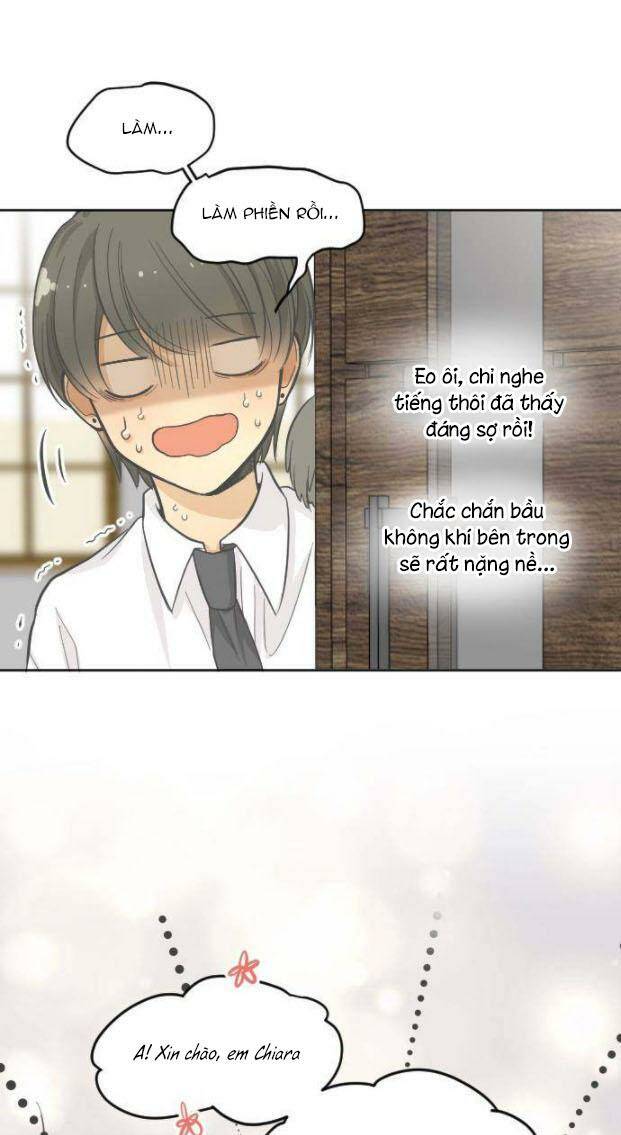 LÀM...
LÀM PHIỀN RỒI...
Eo ôi, chỉ nghe
tiếng thôi đã thấy
đáng sợ rồi!
Chắc chắn bầu
không khí bên trong
sẽ rất nặng nề...
A! Xin chào, em Chiara